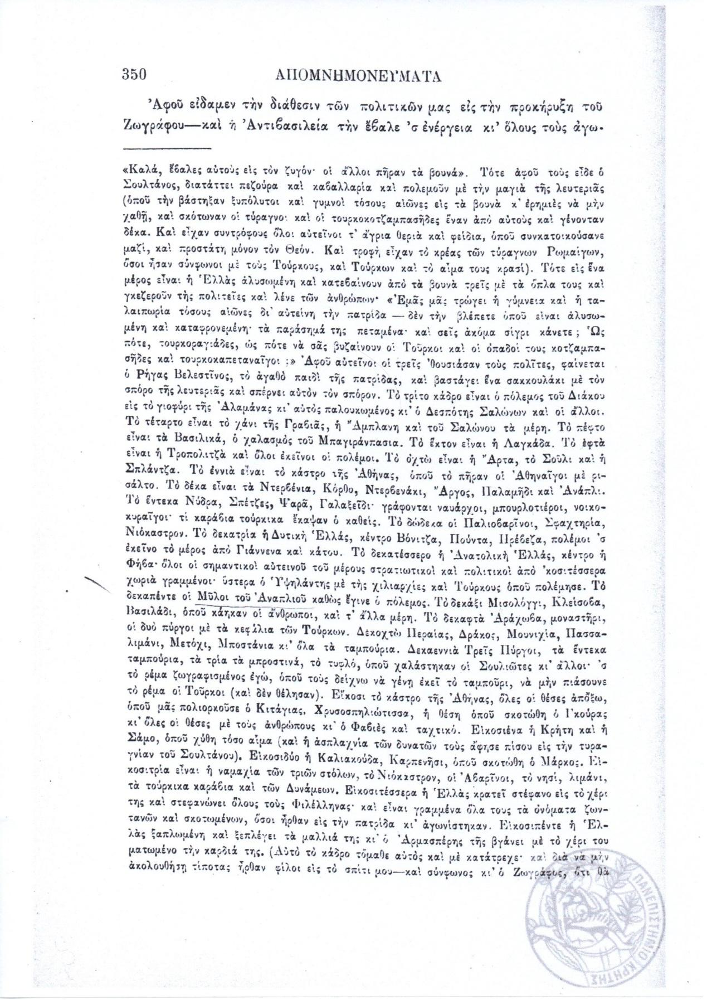 350 ΑΠΟΜΝΗΜΟΝΕΥΜΑΤΑ
Ἀφοῦ εἴδαμεν τὴν διάθεσιν τῶν πολιτικῶν μας εἰς τὴν προκήρυξη τοῦ
Ζωγράφου—καὶ ἡ Ἀντιβασιλεία τὴν ἔβαλε 'σ ἐνέργεια κι' ὅλους τοὺς ἀγω-
«Καλά, ἔβαλες αὐτοὺς εἰς τὸν ζυγόν· οἱ ἄλλοι πῆραν τὰ βουνά». Τότε ἀφοῦ τοὺς εἶδε ὁ
Σουλτάνος, διατάττει πεζούρα καὶ καβαλλαρία καὶ πολεμοῦν μὲ τὴν μαγιὰ τῆς λευτεριᾶς
(ὁποῦ τὴν βάστηξαν ξυπόλυτοι καὶ γυμνοὶ τόσους αἰῶνες εἰς τὰ βουνὰ κ' ἐρημιὲς νὰ μὴν
χαθῇ, καὶ σκότωναν οἱ τύραγνοι καὶ οἱ τουρκοκοτζαμπασῆδες ἕναν ἀπὸ αὐτοὺς καὶ γένονταν
δέκα. Καὶ εἶχαν συντρόφους ὅλοι αὐτεῖνοι τ' ἄγρια θεριὰ καὶ φείδια, ὁποῦ συνκατοικούσανε
μαζί, καὶ προστάτη μόνον τὸν Θεόν. Καὶ τροφὴ εἶχαν τὸ κρέας τῶν τύραγνων Ρωμαίγων,
ὅσοι ἦσαν σύνφωνοι μὲ τοὺς Τούρκους, καὶ Τούρκων καὶ τὸ αἷμα τους κρασί). Τότε εἰς ἕνα
μέρος εἶναι ἡ Ἑλλὰς ἁλυσωμένη καὶ κατεβαίνουν ἀπὸ τὰ βουνὰ τρεῖς μὲ τὰ ὅπλα τους καὶ
γκεζεροῦν τῆς πολιτεῖες καὶ λένε τῶν ἀνθρώπων· «Ἐμᾶς μᾶς τρώγει ἡ γύμνεια καὶ ἡ τα-
λαιπωρία τόσους αἰῶνες δι' αὐτείνη τὴν πατρίδα — δὲν τὴν βλέπετε ὁποῦ εἶναι ἁλυσω-
μένη καὶ καταφρονεμένη· τὰ παράσημά της πεταμένα· καὶ σεῖς ἀκόμα σίγρι κάνετε ; Ὣς
πότε, τουρκοραγιάδες, ὡς πότε νὰ σᾶς βυζαίνουν οἱ Τοῦρκοι καὶ οἱ ὀπαδοί τους κοτζαμπα-
σῆδες καὶ τουρκοκαπεταναῖγοι ;» Ἀφοῦ αὐτεῖνοι οἱ τρεῖς 'θουσιάσαν τοὺς πολῖτες, φαίνεται
ὁ Ρήγας Βελεστῖνος, τὸ ἀγαθὸ παιδὶ τῆς πατρίδας, καὶ βαστάγει ἕνα σακκουλάκι μὲ τὸν
σπόρο τῆς λευτεριᾶς καὶ σπέρνει αὐτὸν τὸν σπόρον. Τὸ τρίτο κάδρο εἶναι ὁ πόλεμος τοῦ Διάκου
εἰς τὸ γιοφύρι τῆς Ἀλαμάνας κι' αὐτὸς παλουκωμένος κι' ὁ Δεσπότης Σαλώνων καὶ οἱ ἄλλοι.
Τὸ τέταρτο εἶναι τὸ χάνι τῆς Γραβιᾶς, ἡ Ἄμπλανη καὶ τοῦ Σαλώνου τὰ μέρη. Τὸ πέφτο
εἶναι τὰ Βασιλικά, ὁ χαλασμὸς τοῦ Μπαγιράνπασια. Τὸ ἕκτον εἶναι ἡ Λαγκάδα. Τὸ ἑφτὰ
εἶναι ἡ Τροπολιτζὰ καὶ ὅλοι ἐκεῖνοι οἱ πολέμοι. Τὸ ὀχτὼ εἶναι ἡ Ἄρτα, τὸ Σοῦλι καὶ ἡ
Σπλάντζα. Τὸ ἐννιὰ εἶναι τὸ κάστρο τῆς Ἀθήνας, ὁποῦ τὸ πῆραν οἱ Ἀθηναῖγοι μὲ ρι-
σάλτο. Τὸ δέκα εἶναι τὰ Ντερβένια, Κόρθο, Ντερβενάκι, Ἄργος, Παλαμῆδι καὶ Ἀνάπλι.
Τὸ ἕντεκα Νύδρα, Σπέτζες, Ψαρᾶ, Γαλαξεῖδι· γράφονται ναυάρχοι, μπουρλοτιέροι, νοικο-
κυραῖγοι· τί καράβια τούρκικα ἔκαψαν ὁ καθείς. Τὸ δώδεκα οἱ Παλιοβαρῖνοι, Σφαχτηρία,
Νιόκαστρον. Τὸ δεκατρία ἡ Δυτικὴ Ἑλλάς, κέντρο Βόνιτζα, Πούντα, Πρέβεζα, πολέμοι 'σ
ἐκεῖνο τὸ μέρος ἀπὸ Γιάννενα καὶ κάτου. Τὸ δεκατέσσερο ἡ Ἀνατολικὴ Ἑλλάς, κέντρο ἡ
Φήβα· ὅλοι οἱ σημαντικοὶ αὐτεινοῦ τοῦ μέρους στρατιωτικοὶ καὶ πολιτικοὶ ἀπὸ 'κοσιτέσσερα
χωριὰ γραμμένοι· ὕστερα ὁ Ὑψηλάντης μὲ τῆς χιλιαρχίες καὶ Τούρκους ὁποῦ πολέμησε. Τὸ
δεκαπέντε οἱ Μῦλοι τοῦ Ἀναπλιοῦ καθὼς ἔγινε ὁ πόλεμος. Τὸ δεκάξι Μισολόγγι, Κλείσοβα,
Βασιλάδι, ὁποῦ κάηκαν οἱ ἄνθρωποι, καὶ τ' ἄλλα μέρη. Τὸ δεκαφτὰ Ἀράχωβα, μοναστῆρι,
οἱ δυὸ πύργοι μὲ τὰ κεφάλια τῶν Τούρκων. Δεκοχτὼ Περαίας, Δράκος, Μουνιχία, Πασσα-
λιμάνι, Μετόχι, Μποστάνια κι' ὅλα τὰ ταμπούρια. Δεκαεννιὰ Τρεῖς Πύργοι, τὰ ἕντεκα
ταμπούρια, τὰ τρία τὰ μπροστινά, τὸ τυφλό, ὁποῦ χαλάστηκαν οἱ Σουλιῶτες κι' ἄλλοι· 'σ
τὸ ρέμα ζωγραφισμένος ἐγώ, ὁποῦ τοὺς δείχνω νὰ γένῃ ἐκεῖ τὸ ταμποῦρι, νὰ μὴν πιάσουνε
τὸ ρέμα οἱ Τοῦρκοι (καὶ δὲν θέλησαν). Εἴκοσι τὸ κάστρο τῆς Ἀθήνας, ὅλες οἱ θέσες ἀπόξω,
ὁποῦ μᾶς πολιορκοῦσε ὁ Κιτάγιας. Χρυσοσπηλιώτισσα, ἡ θέση ὁποῦ σκοτώθη ὁ Γκούρας
κι' ὅλες οἱ θέσες μὲ τοὺς ἀνθρώπους κι' ὁ Φαβιὲς καὶ ταχτικό. Εἰκοσιένα ἡ Κρήτη καὶ ἡ
Σάμο, ὁποῦ χύθη τόσο αἷμα (καὶ ἡ ἀσπλαχνία τῶν δυνατῶν τοὺς ἄφησε πίσου εἰς τὴν τυρα-
γνίαν τοῦ Σουλτάνου). Εἰκοσιδύο ἡ Καλιακούδα, Καρπενῆσι, ὁποῦ σκοτώθη ὁ Μάρκος. Εἰ-
κοσιτρία εἶναι ἡ ναμαχία τῶν τριῶν στόλων, τὸ Νιόκαστρον, οἱ Ἀβαρῖνοι, τὸ νησί, λιμάνι,
τὰ τούρκικα καράβια καὶ τῶν Δυνάμεων. Εἰκοσιτέσσερα ἡ Ἑλλὰς κρατεῖ στέφανο εἰς τὸ χέρι
της καὶ στεφανώνει ὅλους τοὺς Φιλέλληνας· καὶ εἶναι γραμμένα ὅλα τους τὰ ὀνόματα ζων-
τανῶν καὶ σκοτωμένων, ὅσοι ἦρθαν εἰς τὴν πατρίδα κι' ἀγωνίστηκαν. Εἰκοσιπέντε ἡ Ἑλ-
λὰς ξαπλωμένη καὶ ξεπλέγει τὰ μαλλιά της κι' ὁ Ἀρμασπέρης τῆς βγάνει μὲ τὸ χέρι του
ματωμένο τὴν καρδιά της. (Αὐτὸ τὸ κάδρο τὅμαθε αὐτὸς καὶ μὲ κατάτρεχε· καὶ διὰ νὰ μὴν
ἀκολουθήσῃ τίποτας ἦρθαν φίλοι εἰς τὸ σπίτι μου—καὶ σύνφωνος κι' ὁ Ζωγράφος, ὅτι θὰ
ΠΑΝΕΠΙΣΤΗΜΙΟ ΚΡΗΤΗΣ